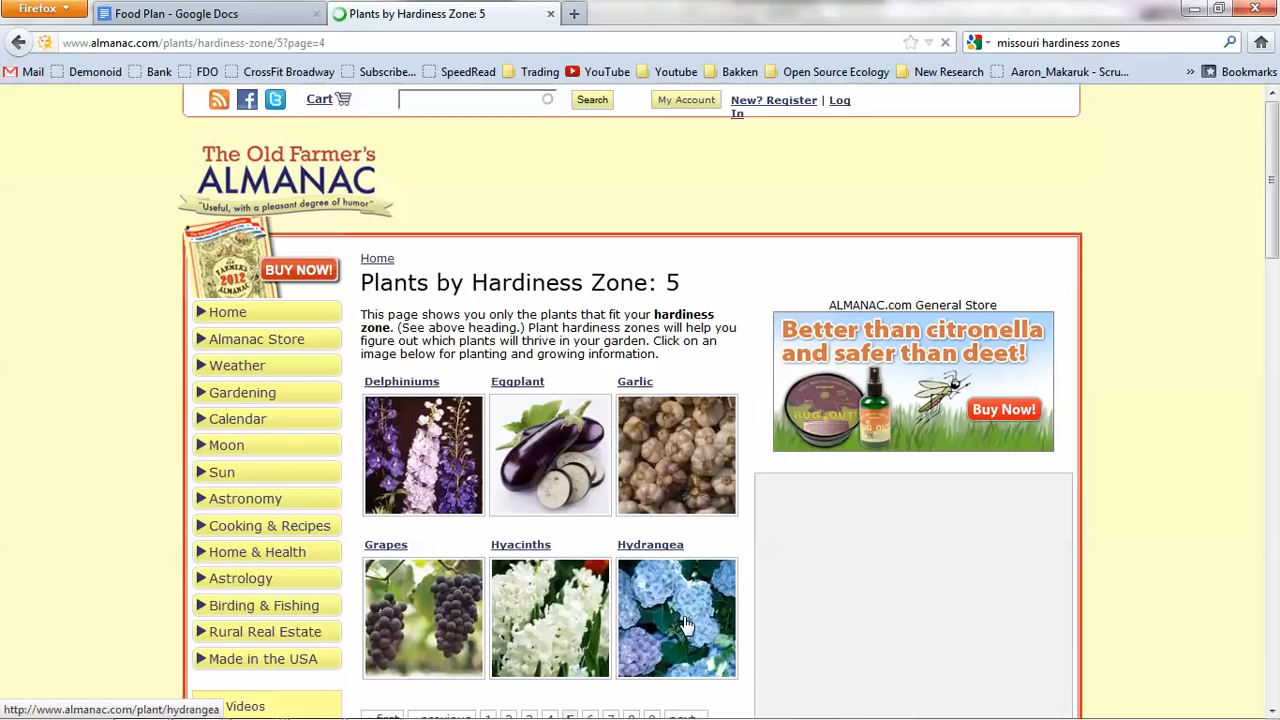 Firefox
Food Plan - Google Docs
Plants by Hardiness Zone: 5
www.almanac.com/plants/hardiness-zone/5?page=4
missouri hardiness zones
Mail Demonoid Bank FDO CrossFit Broadway Subscribe... SpeedRead Trading YouTube Youtube Bakken Open Source Ecology New Research Aaron_Makaruk - Scru... » Bookmarks
Cart Search My Account New? Register | Log In
The Old Farmer's
ALMANAC
"Useful, with a pleasant degree of humor"
2012
BUY NOW!
Home
Almanac Store
Weather
Gardening
Calendar
Moon
Sun
Astronomy
Cooking & Recipes
Home & Health
Astrology
Birding & Fishing
Rural Real Estate
Made in the USA
Videos
Home
Plants by Hardiness Zone: 5
This page shows you only the plants that fit your hardiness
zone. (See above heading.) Plant hardiness zones will help you
figure out which plants will thrive in your garden. Click on an
image below for planting and growing information.
Delphiniums Eggplant Garlic
Grapes Hyacinths Hydrangea
ALMANAC.com General Store
Better than citronella
and safer than deet!
BUG OUT!
Buy Now!
http://www.almanac.com/plant/hydrangea